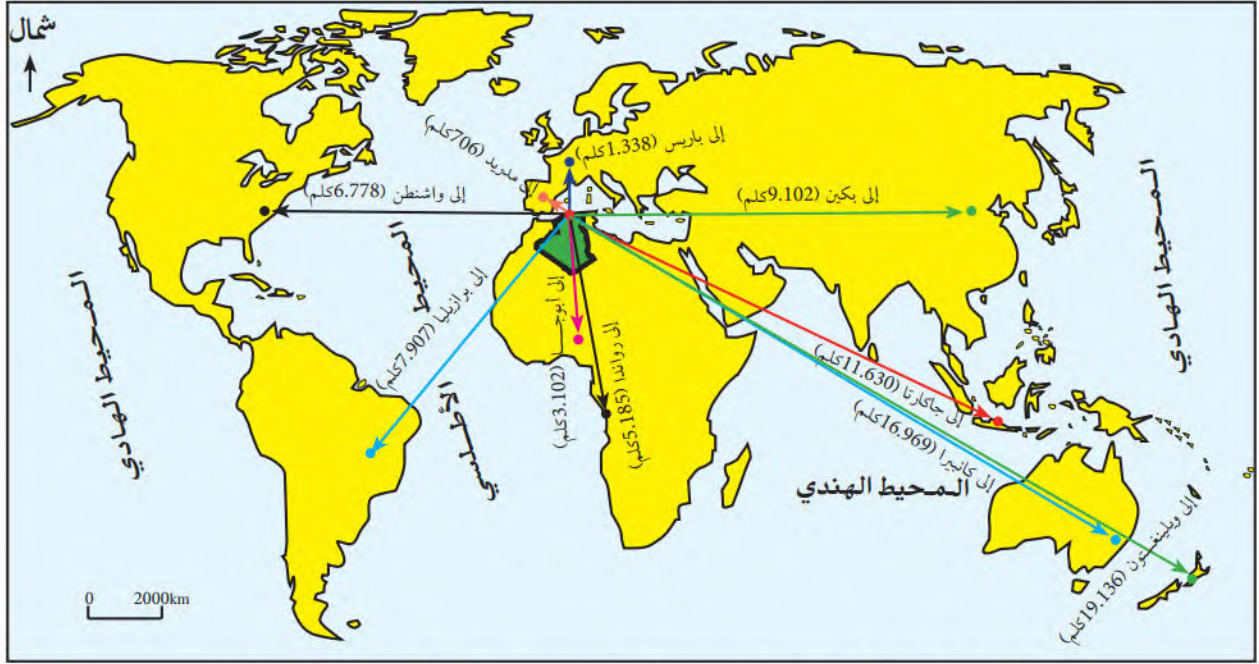 شمال
إلى باريس (1.338كلم)
إلى مدريد (706كلم)
إلى واشنطن (6.778كلم)
إلى بكين (9.102كلم)
المحيط الهادي
المحيط
الأطلسي
المحيط الهادي
إلى برازيليا (7.907كلم)
إلى أبوجا (3.102كلم)
إلى رواندا (5.185كلم)
إلى جاكارتا (11.630كلم)
إلى كانبيرا (16.969كلم)
إلى ويلينغستون (19.136كلم)
المحيط الهندي
0 2000km